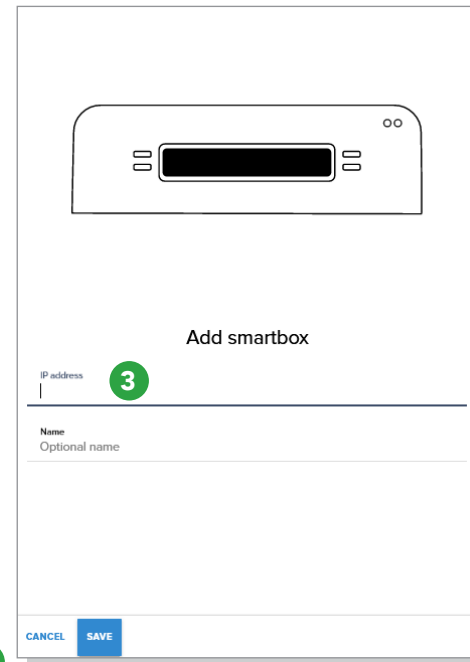 Add smartbox
IP address
3
Name
Optional name
CANCEL SAVE